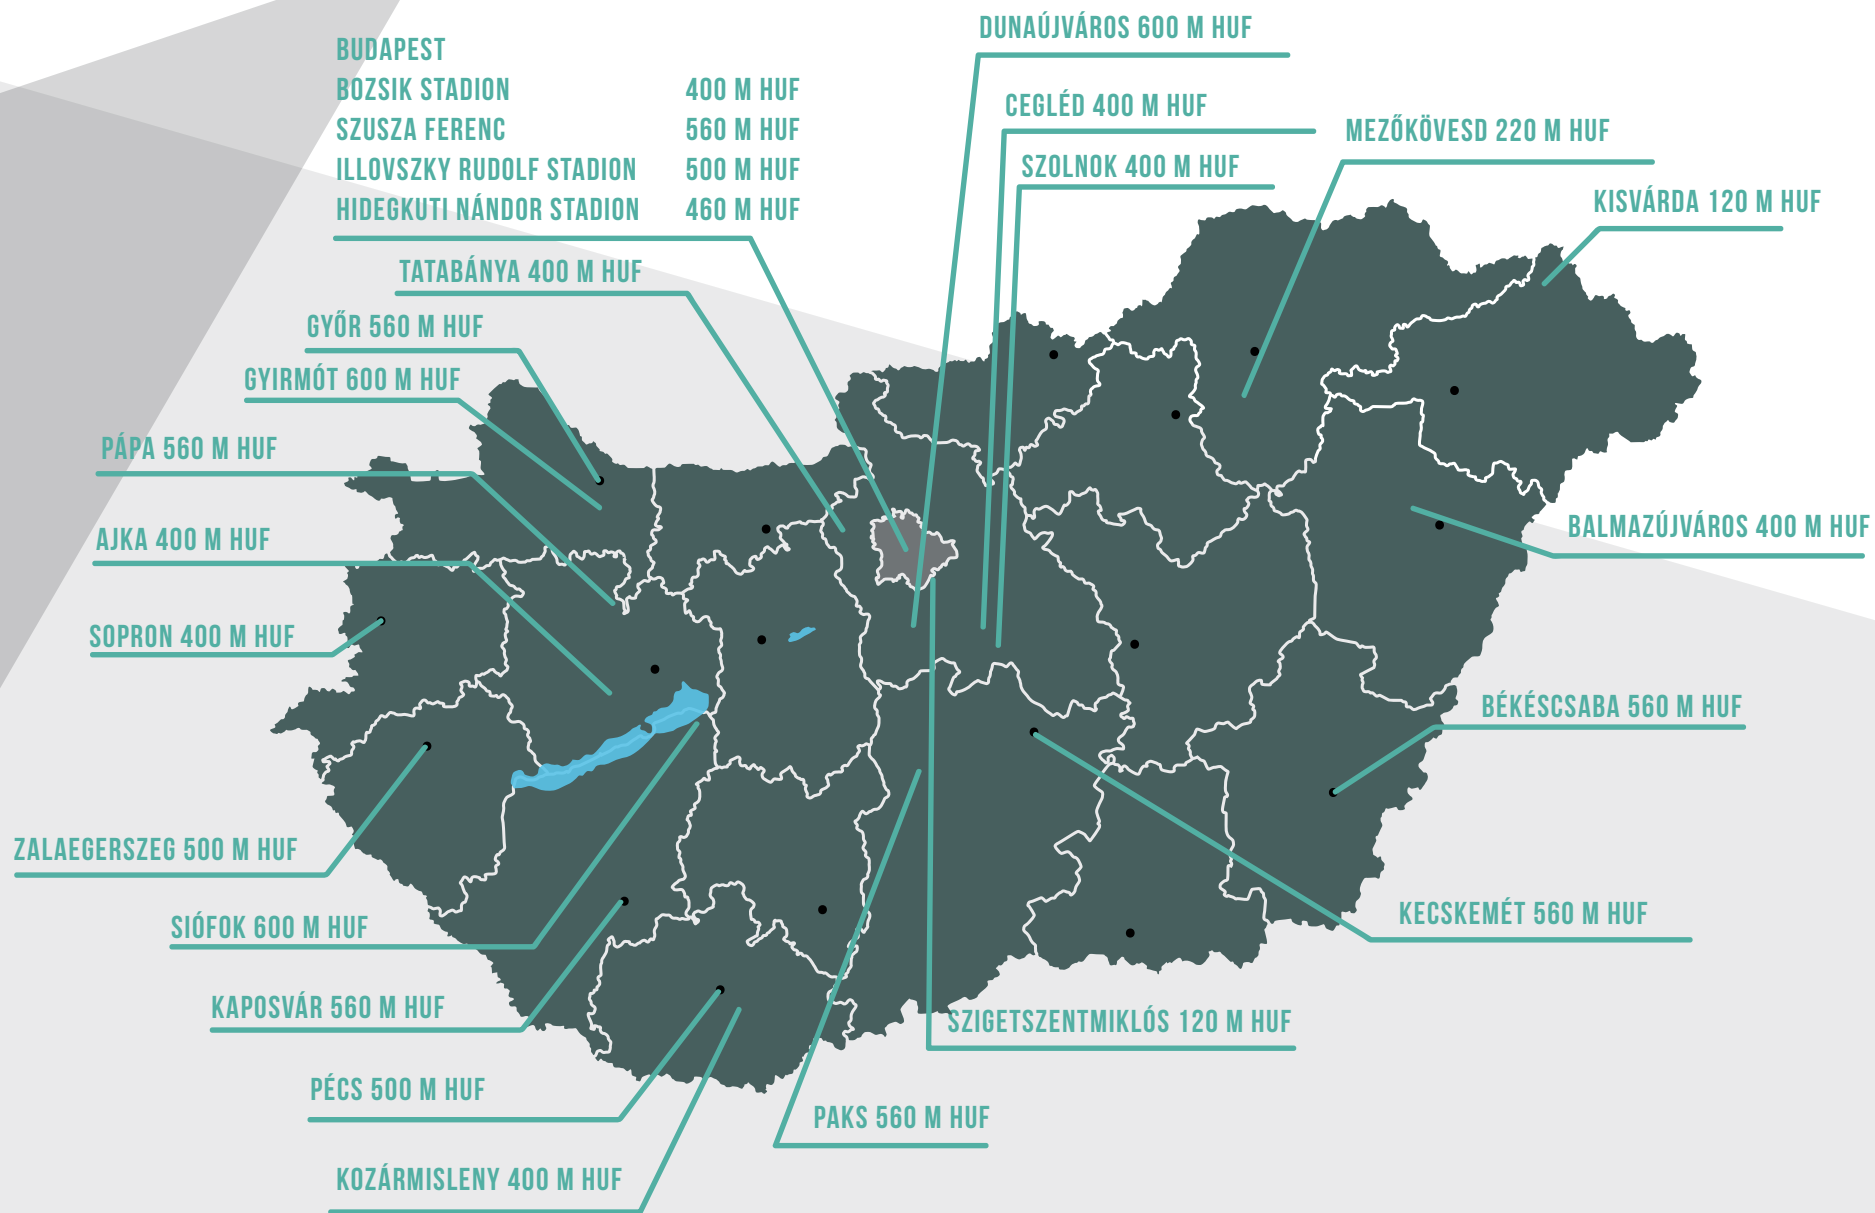 BUDAPEST
BOZSIK STADION 400 M HUF
SZUSZA FERENC 560 M HUF
ILLOVSZKY RUDOLF STADION 500 M HUF
HIDEGKUTI NÁNDOR STADION 460 M HUF
TATABÁNYA 400 M HUF
GYŐR 560 M HUF
GYIRMÓT 600 M HUF
PÁPA 560 M HUF
AJKA 400 M HUF
SOPRON 400 M HUF
ZALAEGERSZEG 500 M HUF
SIÓFOK 600 M HUF
KAPOSVÁR 560 M HUF
PÉCS 500 M HUF
KOZÁRMISLENY 400 M HUF
DUNAÚJVÁROS 600 M HUF
CEGLÉD 400 M HUF
SZOLNOK 400 M HUF
MEZŐKÖVESD 220 M HUF
KISVÁRDA 120 M HUF
BALMAZÚJVÁROS 400 M HUF
BÉKÉSCSABA 560 M HUF
KECSKEMÉT 560 M HUF
SZIGETSZENTMIKLÓS 120 M HUF
PAKS 560 M HUF